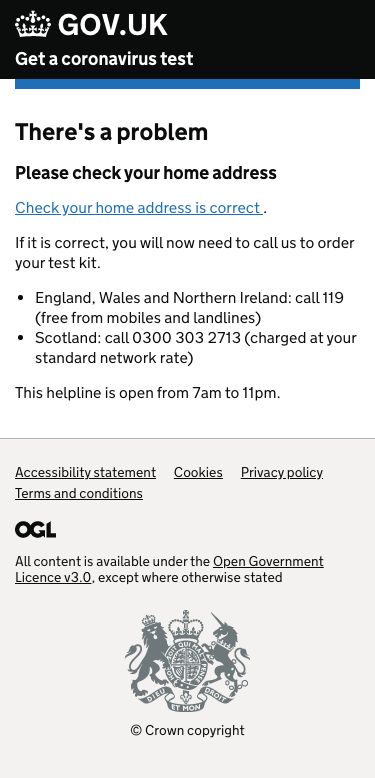 GOV.UK
Get a coronavirus test
There's a problem
Please check your home address
Check your home address is correct .
If it is correct, you will now need to call us to order
your test kit.
• England, Wales and Northern Ireland: call 119
(free from mobiles and landlines)
• Scotland: call 0300 303 2713 (charged at your
standard network rate)
This helpline is open from 7am to 11pm.
Accessibility statement Cookies Privacy policy
Terms and conditions
OGL
All content is available under the Open Government
Licence v3.0, except where otherwise stated
DIEU ET MON DROIT
© Crown copyright